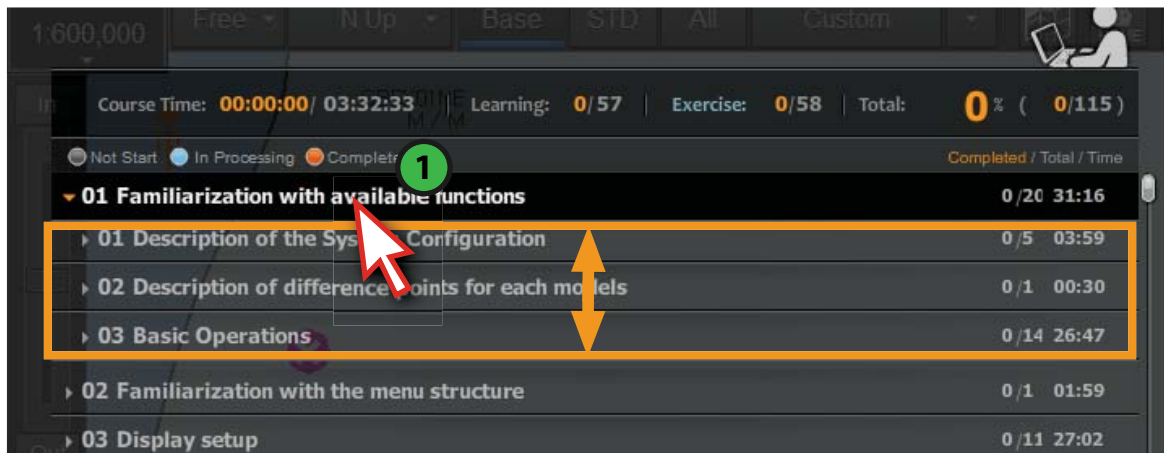 1:600,000 Free N Up Base STD All Custom
In
Course Time: 00:00:00/ 03:32:33 Learning: 0/57 | Exercise: 0/58 | Total: 0 % ( 0/115 )
Not Start In Processing Complete
1
Completed / Total / Time
01 Familiarization with available functions 0 /20 31:16
01 Description of the System Configuration 0 /5 03:59
02 Description of difference points for each models 0 /1 00:30
03 Basic Operations 0 /14 26:47
02 Familiarization with the menu structure 0 /1 01:59
03 Display setup 0 /11 27:02